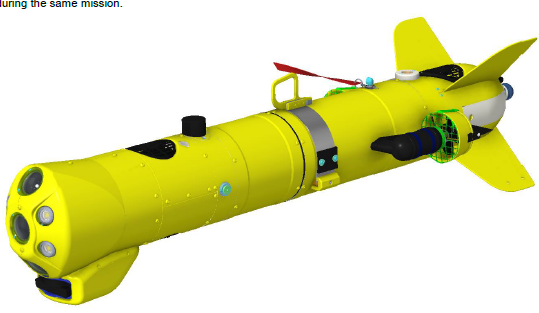 during the same mission.